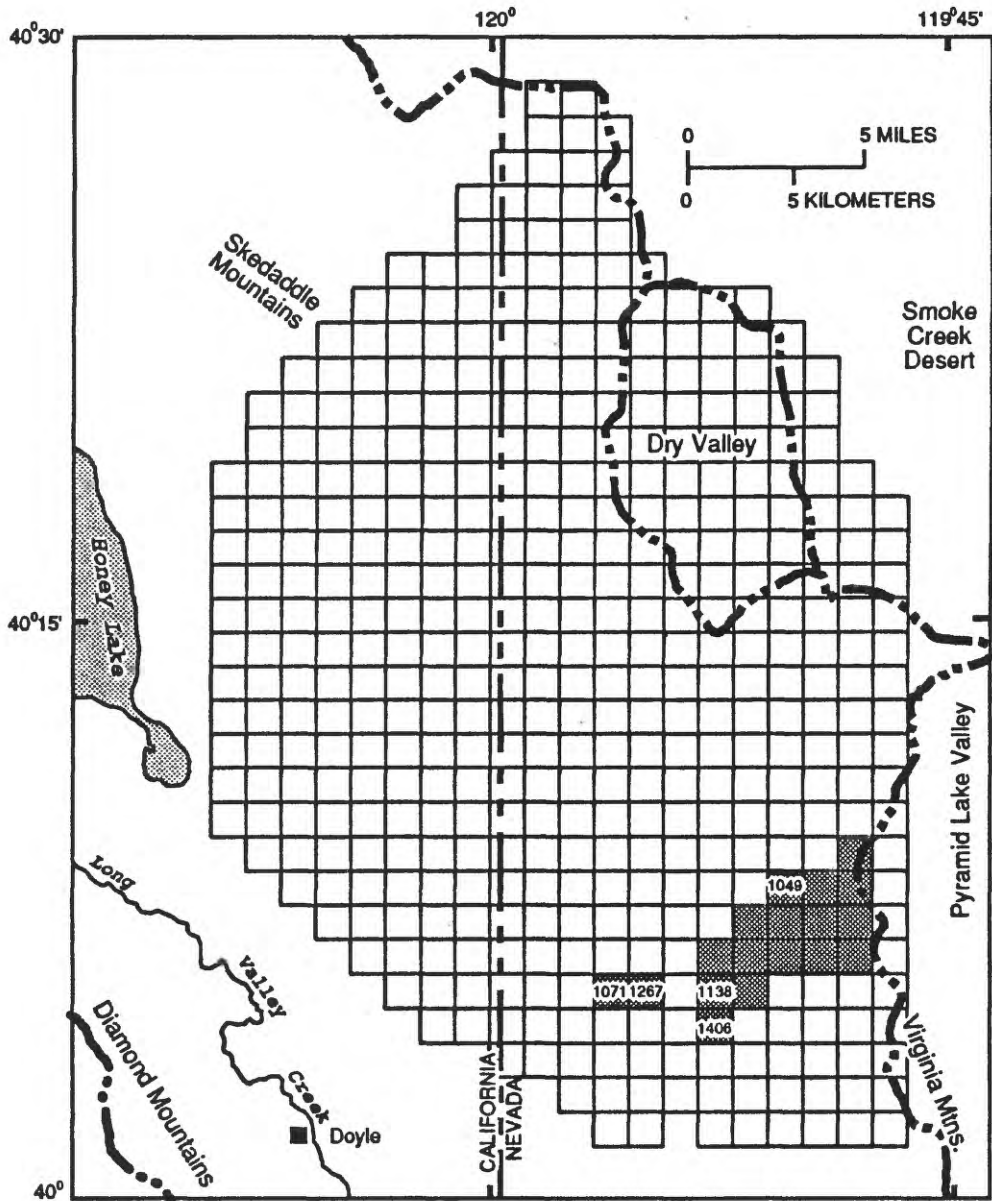 120°
119°45'
40°30'
0 5 MILES
0 5 KILOMETERS
Skedaddle
Mountains
Smoke
Creek
Desert
Dry Valley
Boney Lake
40°15'
Pyramid Lake Valley
1049
Long
Valley
Creek
1071
1267
1138
1406
Diamond Mountains
Virginia Mtns.
CALIFORNIA
NEVADA
Doyle
40°